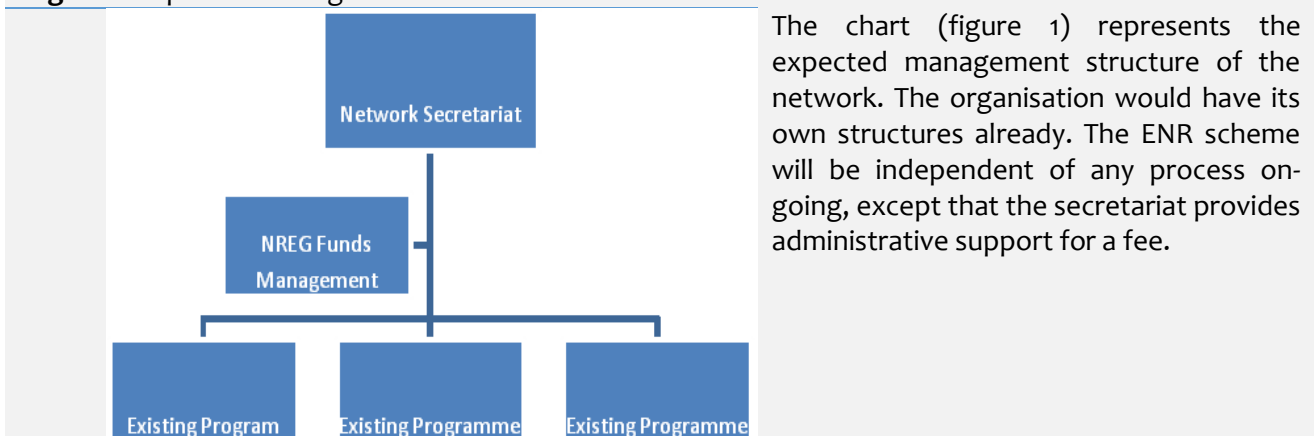 Network Secretariat
NREG Funds
Management
Existing Program
Existing Programme
Existing Programme
The chart (figure 1) represents the
expected management structure of the
network. The organisation would have its
own structures already. The ENR scheme
will be independent of any process on-
going, except that the secretariat provides
administrative support for a fee.